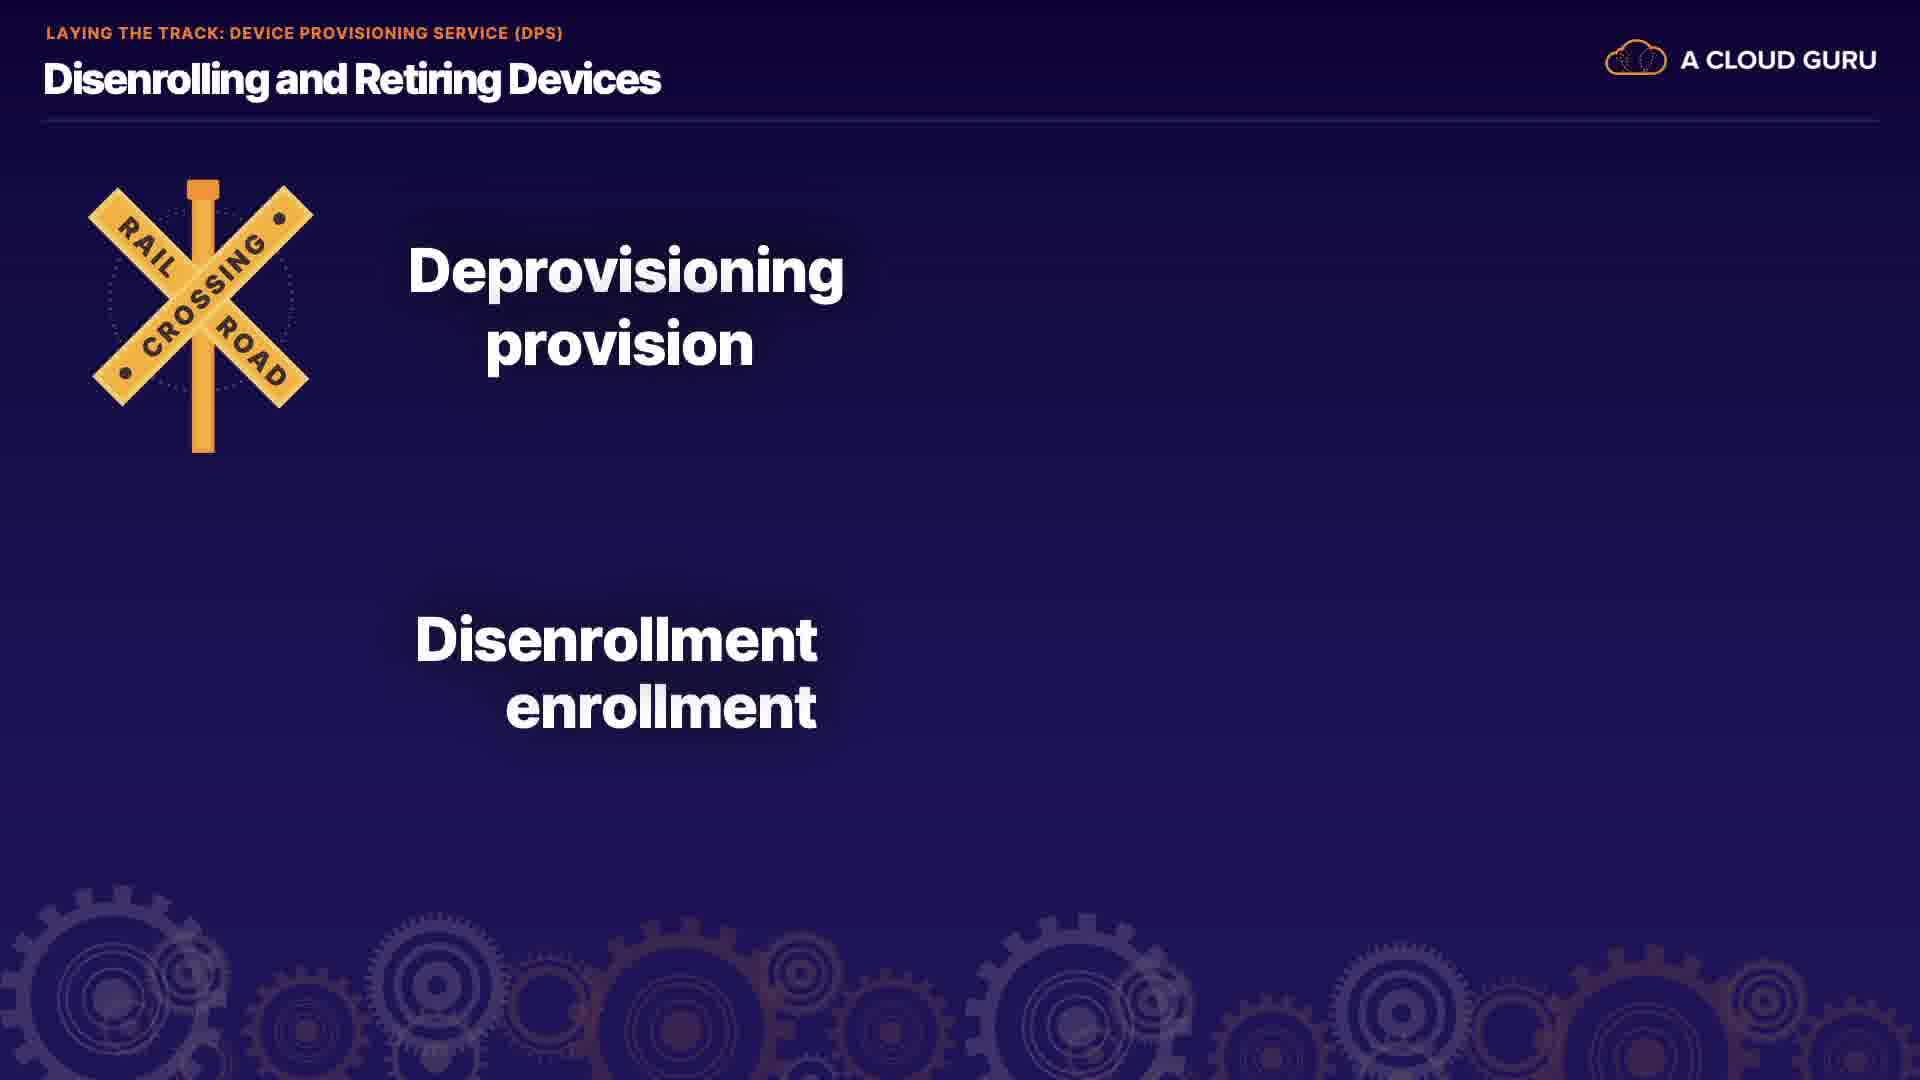 LAYING THE TRACK: DEVICE PROVISIONING SERVICE (DPS)
Disenrolling and Retiring Devices
A CLOUD GURU
RAIL
CROSSING
ROAD
Deprovisioning
provision
Disenrollment
enrollment